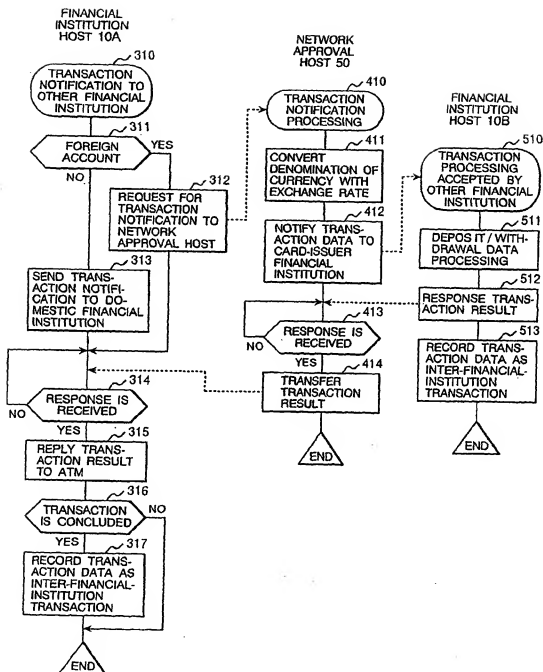 FINANCIAL
INSTITUTION
HOST 10A
310
TRANSACTION
NOTIFICATION TO
OTHER FINANCIAL
INSTITUTION
311
FOREIGN
ACCOUNT
YES
NO
312
REQUEST FOR
TRANSACTION
NOTIFICATION TO
NETWORK
APPROVAL HOST
313
SEND TRANS-
ACTION NOTIFI-
CATION TO DO-
MESTIC FINANCIAL
INSTITUTION
314
RESPONSE IS
RECEIVED
NO
YES
315
REPLY TRANS-
ACTION RESULT
TO ATM
316
TRANSACTION
IS CONCLUDED
NO
YES
317
RECORD TRANS-
ACTION DATA AS
INTER-FINANCIAL-
INSTITUTION
TRANSACTION
END
NETWORK
APPROVAL
HOST 50
410
TRANSACTION
NOTIFICATION
PROCESSING
411
CONVERT
DENOMINATION OF
CURRENCY WITH
EXCHANGE RATE
412
NOTIFY TRANS-
ACTION DATA TO
CARD-ISSUER
FINANCIAL
INSTITUTION
413
RESPONSE IS
RECEIVED
NO
YES
414
TRANSFER
TRANSACTION
RESULT
END
FINANCIAL
INSTITUTION
HOST 10B
510
TRANSACTION
PROCESSING
ACCEPTED BY
OTHER FINANCIAL
INSTITUTION
511
DEPOSIT/WITH-
DRAWAL DATA
PROCESSING
512
RESPONSE TRANS-
ACTION RESULT
513
RECORD TRANS-
ACTION DATA AS
INTER-FINANCIAL-
INSTITUTION
TRANSACTION
END